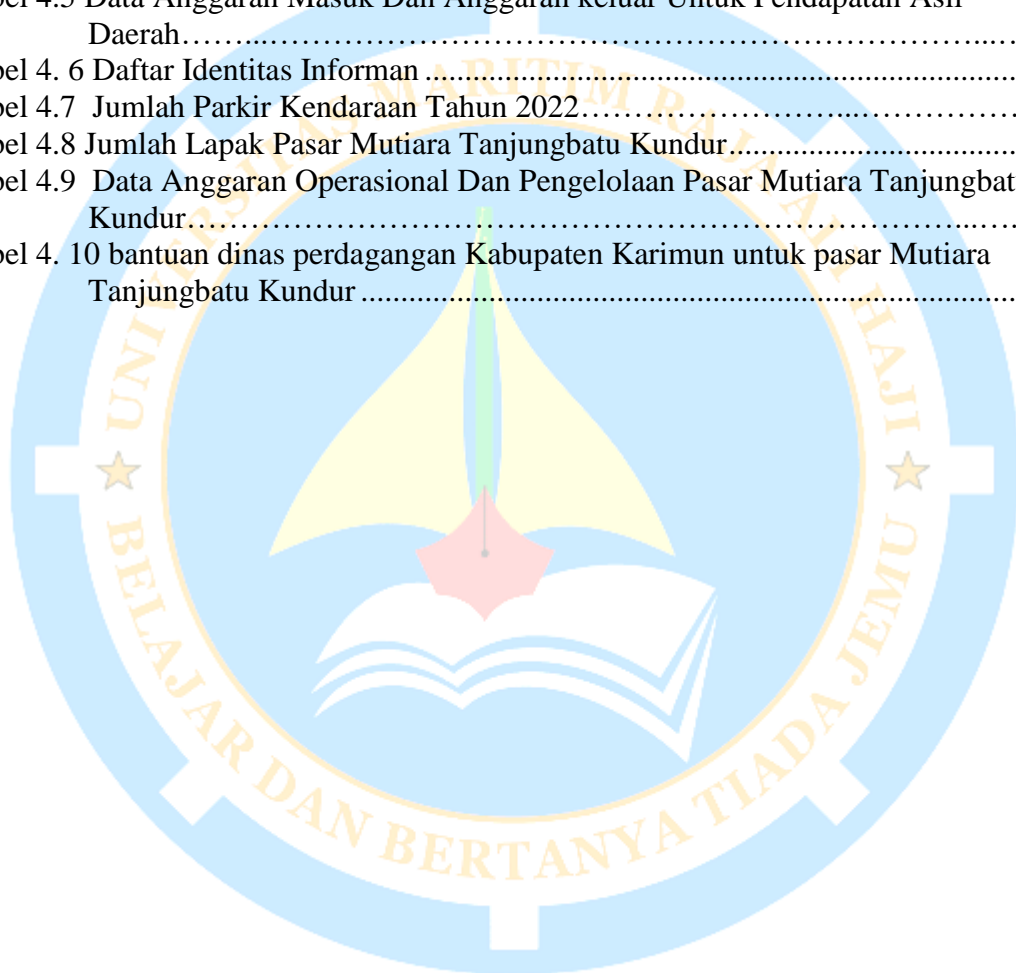 bel 4.5 Data Anggaran Masuk Dan Anggaran keluar Untuk Pendapatan Asli
Daerah……...…………………………………………………………………..…
bel 4. 6 Daftar Identitas Informan ...........................................................................
bel 4.7  Jumlah Parkir Kendaraan Tahun 2022……………………...……………
bel 4.8 Jumlah Lapak Pasar Mutiara Tanjungbatu Kundur.....................................
bel 4.9  Data Anggaran Operasional Dan Pengelolaan Pasar Mutiara Tanjungbat
Kundur…………………………………………………………………..….
bel 4. 10 bantuan dinas perdagangan Kabupaten Karimun untuk pasar Mutiara
Tanjungbatu Kundur ...................................................................................
UNIVERSITAS MARITIM RAJA ALI HAJI
BELAJAR DAN BERTANYA TIADA JEMU